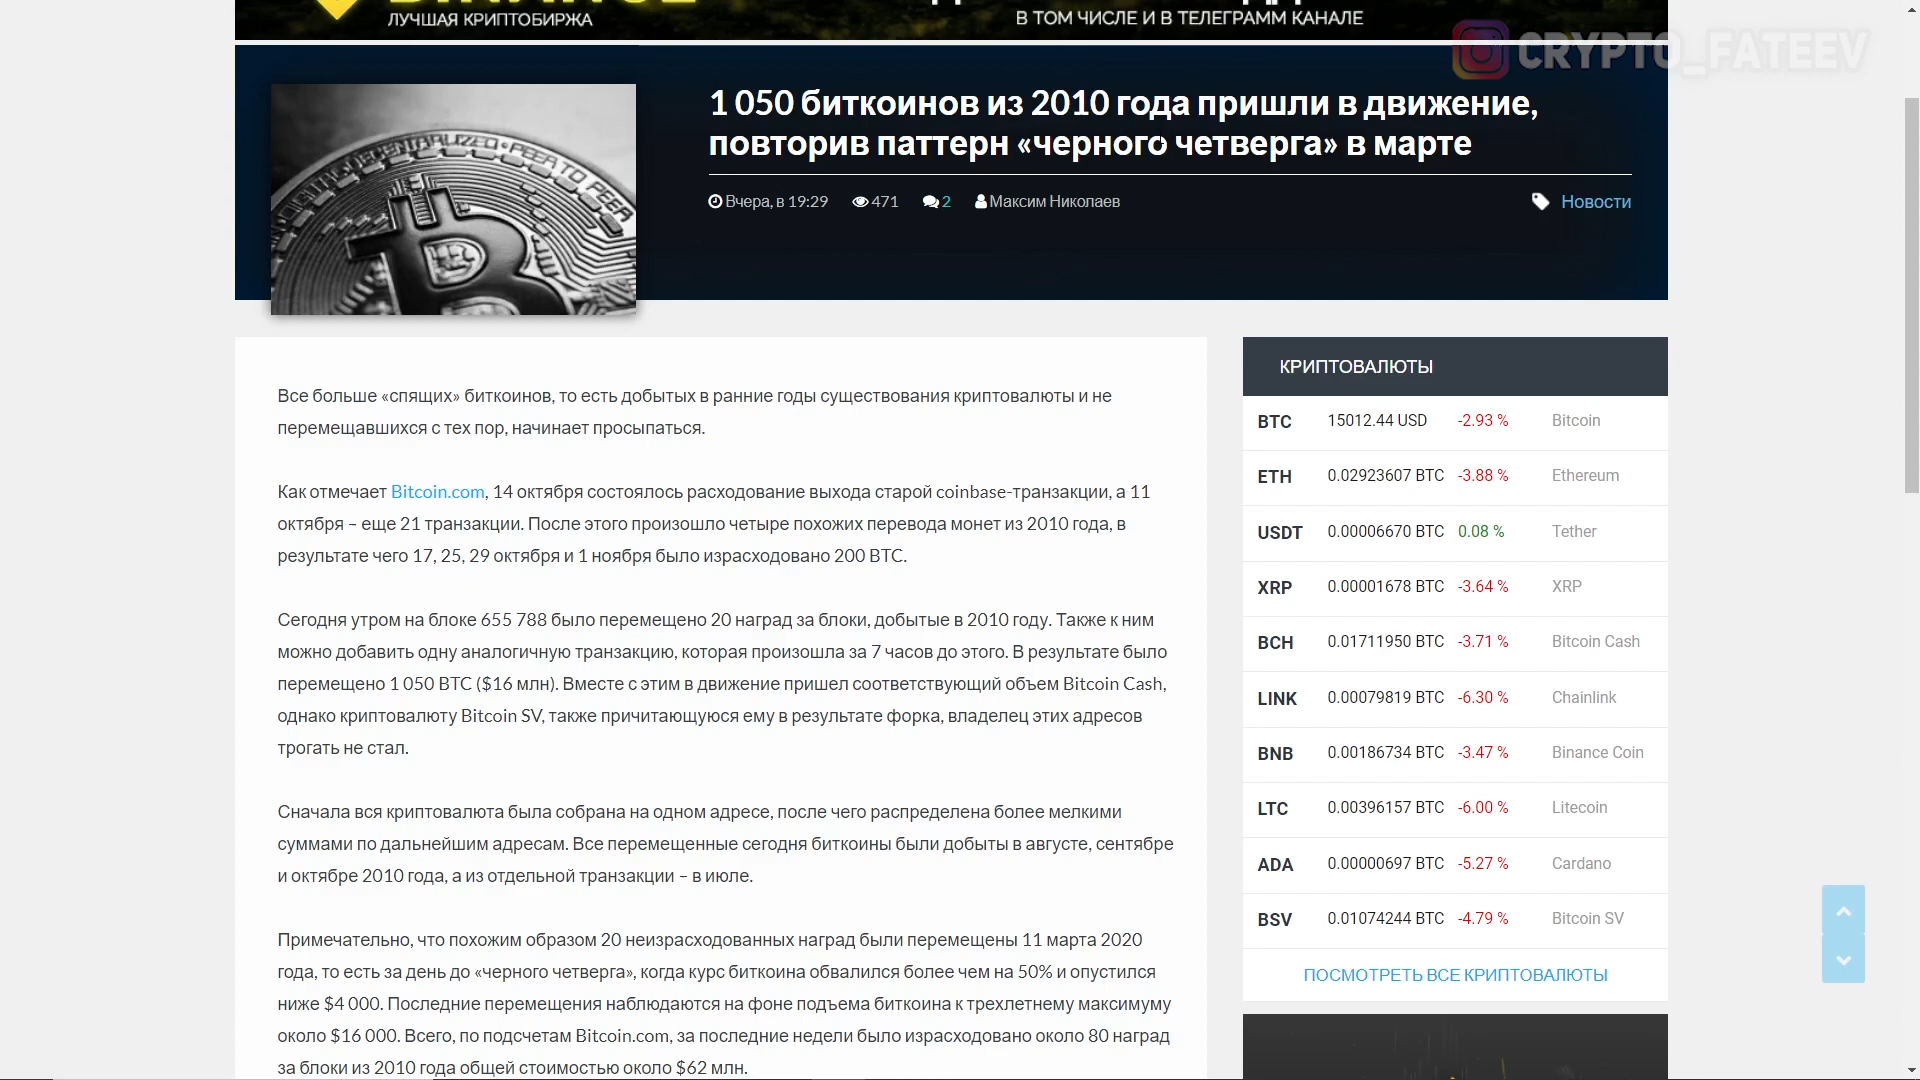 ЛУЧШАЯ КРИПТОБИРЖА
В ТОМ ЧИСЛЕ И В ТЕЛЕГРАММ КАНАЛЕ
CRYPTO_FATEEV
1 050 биткоинов из 2010 года пришли в движение,
повторив паттерн «черного четверга» в марте
Вчера, в 19:29 471 2 Максим Николаев Новости
DECENTRALIZED • PEER TO PEER
Все больше «спящих» биткоинов, то есть добытых в ранние годы существования криптовалюты и не
перемещавшихся с тех пор, начинает просыпаться.
Как отмечает Bitcoin.com, 14 октября состоялось расходование выхода старой coinbase-транзакции, а 11
октября – еще 21 транзакции. После этого произошло четыре похожих перевода монет из 2010 года, в
результате чего 17, 25, 29 октября и 1 ноября было израсходовано 200 BTC.
Сегодня утром на блоке 655 788 было перемещено 20 наград за блоки, добытые в 2010 году. Также к ним
можно добавить одну аналогичную транзакцию, которая произошла за 7 часов до этого. В результате было
перемещено 1 050 BTC ($16 млн). Вместе с этим в движение пришел соответствующий объем Bitcoin Cash,
однако криптовалюту Bitcoin SV, также причитающуюся ему в результате форка, владелец этих адресов
трогать не стал.
Сначала вся криптовалюта была собрана на одном адресе, после чего распределена более мелкими
суммами по дальнейшим адресам. Все перемещенные сегодня биткоины были добыты в августе, сентябре
и октябре 2010 года, а из отдельной транзакции – в июле.
Примечательно, что похожим образом 20 неизрасходованных наград были перемещены 11 марта 2020
года, то есть за день до «черного четверга», когда курс биткоина обвалился более чем на 50% и опустился
ниже $4 000. Последние перемещения наблюдаются на фоне подъема биткоина к трехлетнему максимуму
около $16 000. Всего, по подсчетам Bitcoin.com, за последние недели было израсходовано около 80 наград
за блоки из 2010 года общей стоимостью около $62 млн.
КРИПТОВАЛЮТЫ
BTC 15012.44 USD -2.93 % Bitcoin
ETH 0.02923607 BTC -3.88 % Ethereum
USDT 0.00006670 BTC 0.08 % Tether
XRP 0.00001678 BTC -3.64 % XRP
BCH 0.01711950 BTC -3.71 % Bitcoin Cash
LINK 0.00079819 BTC -6.30 % Chainlink
BNB 0.00186734 BTC -3.47 % Binance Coin
LTC 0.00396157 BTC -6.00 % Litecoin
ADA 0.00000697 BTC -5.27 % Cardano
BSV 0.01074244 BTC -4.79 % Bitcoin SV
ПОСМОТРЕТЬ ВСЕ КРИПТОВАЛЮТЫ